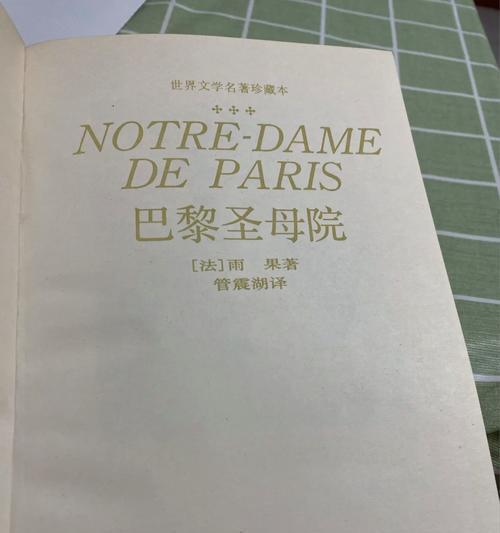 世界文学名著珍藏本
NOTRE-DAME
DE PARIS
巴黎圣母院
[法]雨 果著
管震湖译